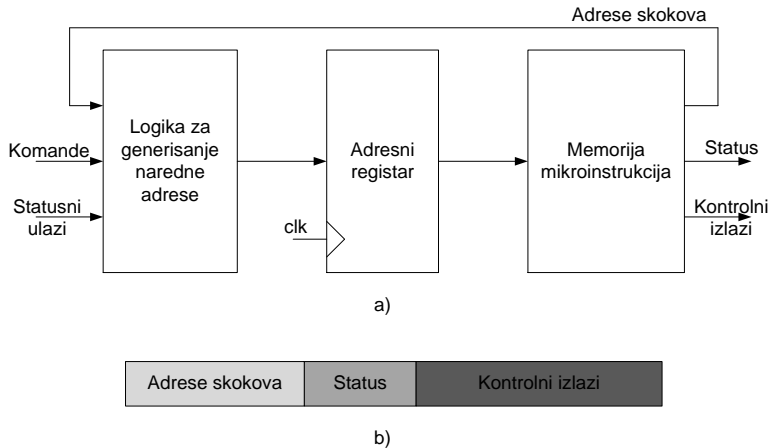 Adrese skokova
Komande
Statusni
ulazi
Logika za
generisanje
naredne
adrese
clk
Adresni
registar
Memorija
mikroinstrukcija
Status
Kontrolni
izlazi
a)
Adrese skokova
Status
Kontrolni izlazi
b)